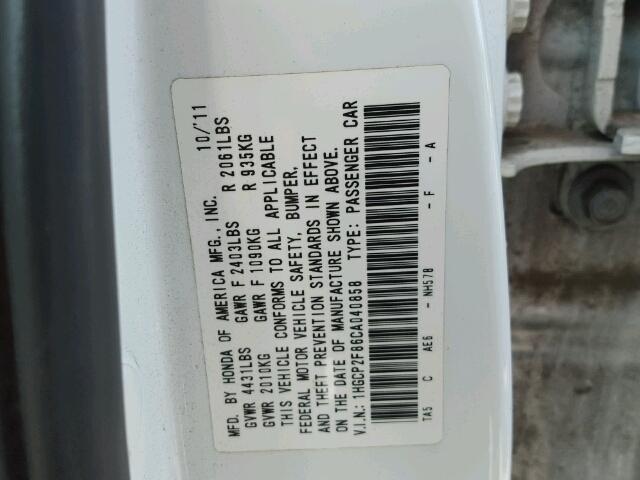 MFD. BY HONDA OF AMERICA MFG., INC. 10/'11
GVWR 4431LBS GAWR F 2403LBS R 2061LBS
GVWR 2010KG GAWR F 1090KG R 935KG
THIS VEHICLE CONFORMS TO ALL APPLICABLE
FEDERAL MOTOR VEHICLE SAFETY, BUMPER,
AND THEFT PREVENTION STANDARDS IN EFFECT
ON THE DATE OF MANUFACTURE SHOWN ABOVE.
V.I.N.: 1HGCP2F86CA040858 TYPE: PASSENGER CAR
TA5 C AE6 - NH578 - F - A